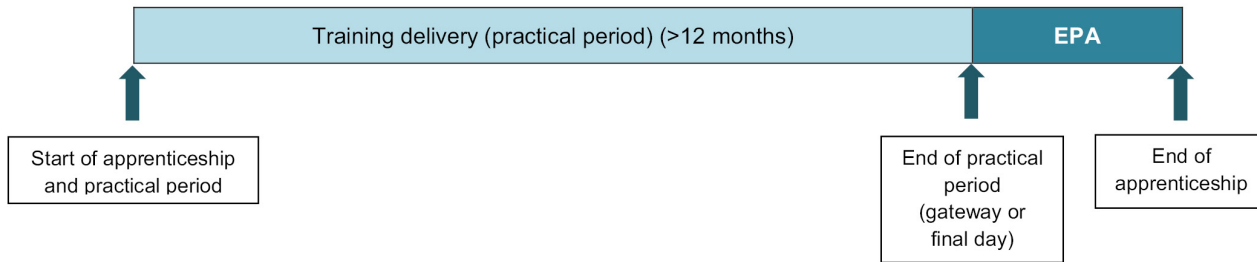 Training delivery (practical period) (>12 months)
EPA
Start of apprenticeship
and practical period
End of practical
period
(gateway or
final day)
End of
apprenticeship